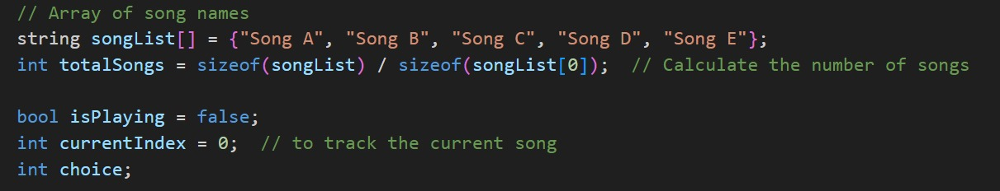 // Array of song names
string songList[] = {"Song A", "Song B", "Song C", "Song D", "Song E"};
int totalSongs = sizeof(songList) / sizeof(songList[0]);  // Calculate the number of songs
bool isPlaying = false;
int currentIndex = 0;  // to track the current song
int choice;